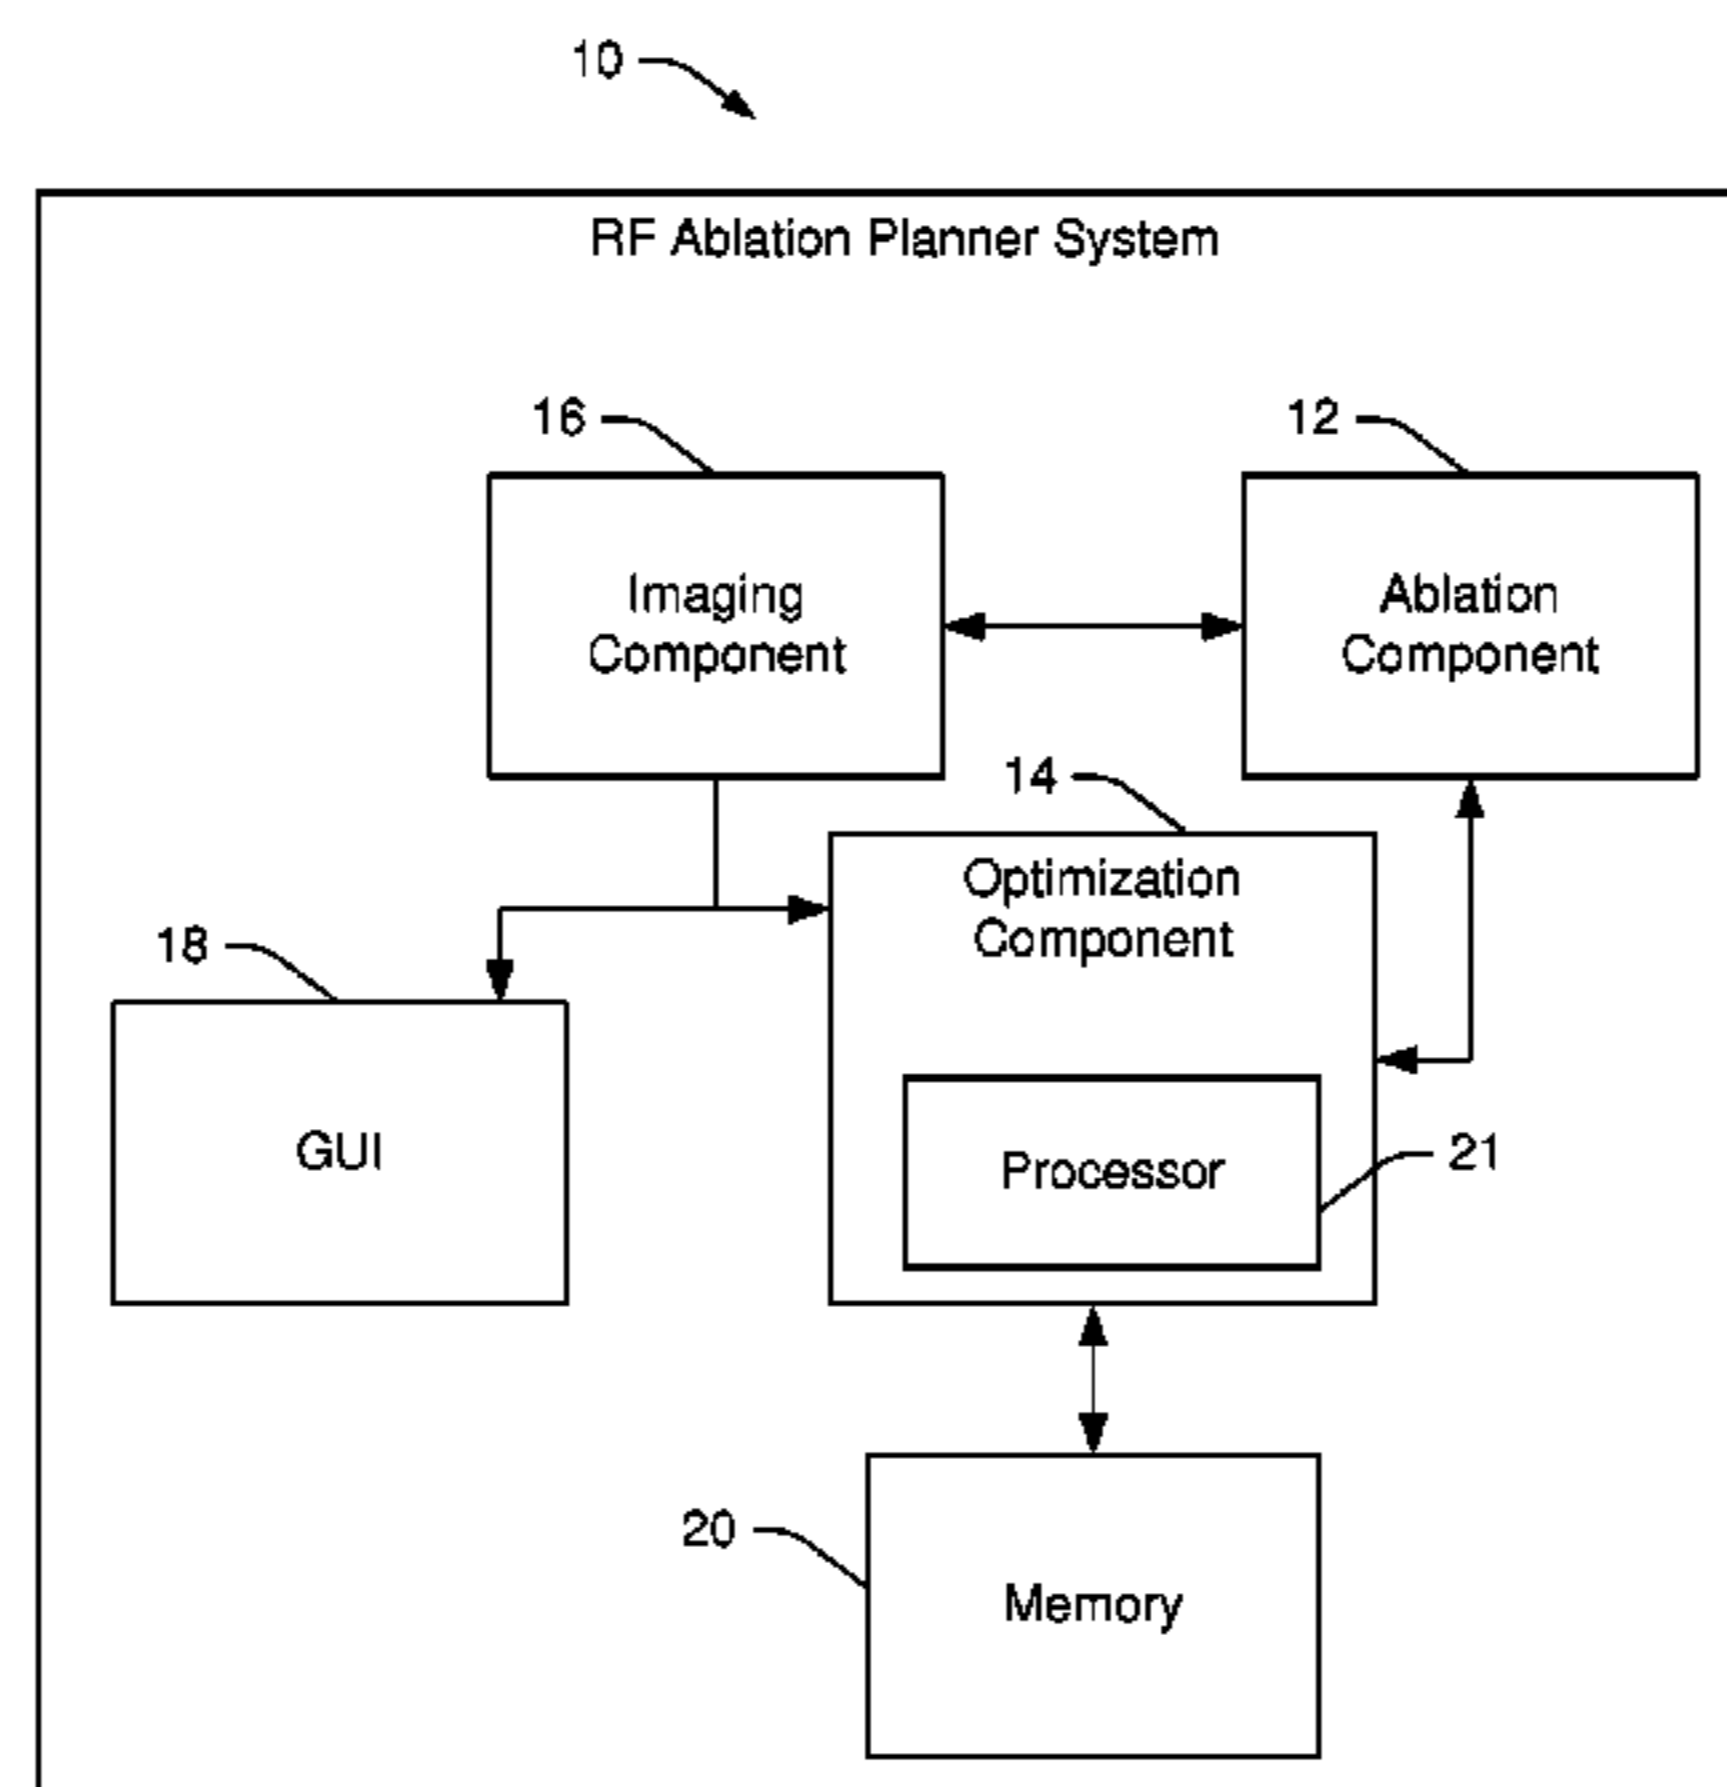 10
RF Ablation Planner System
16
12
Imaging
Component
Ablation
Component
14
Optimization
Component
18
GUI
Processor
21
20
Memory